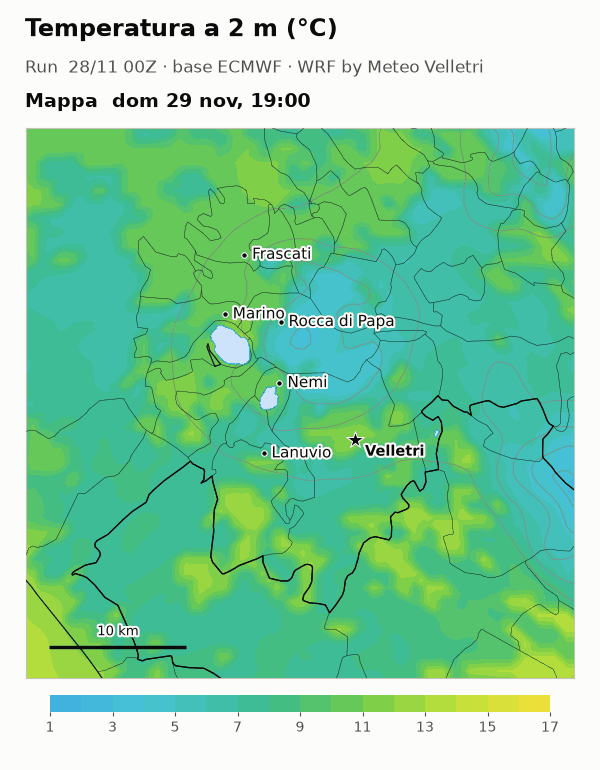 Temperatura a 2 m (°C)
Run  28/11 00Z · base ECMWF · WRF by Meteo Velletri
Mappa  dom 29 nov, 19:00
Frascati
Marino
Rocca di Papa
Nemi
Velletri
Lanuvio
10 km
1 3 5 7 9 11 13 15 17